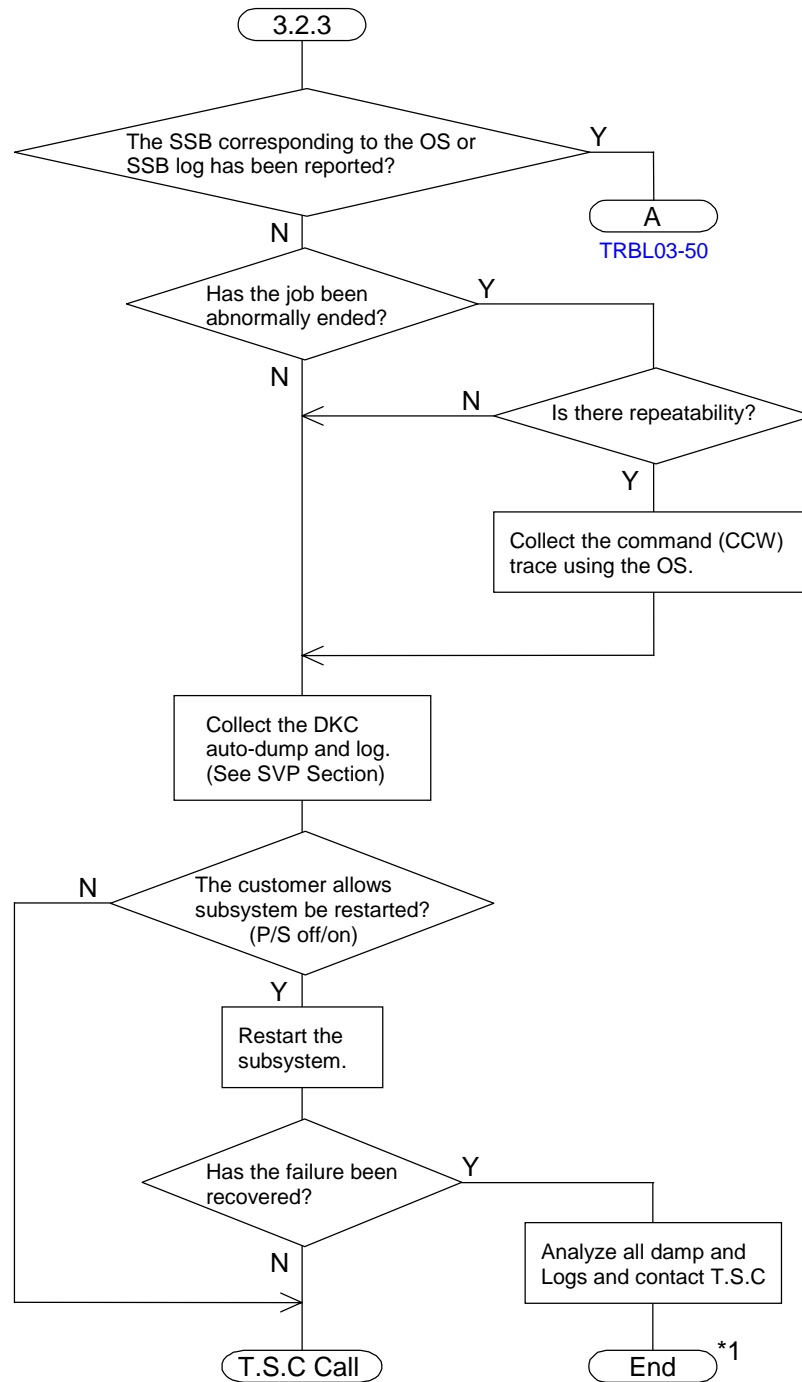 3.2.3
The SSB corresponding to the OS or
SSB log has been reported?
Y
A
TRBL03-50
N
Has the job been
abnormally ended?
Y
N
Is there repeatability?
N
Y
Collect the command (CCW)
trace using the OS.
Collect the DKC
auto-dump and log.
(See SVP Section)
N
The customer allows
subsystem be restarted?
(P/S off/on)
Y
Restart the
subsystem.
Has the failure been
recovered?
Y
N
Analyze all damp and
Logs and contact T.S.C
T.S.C Call
End
*1